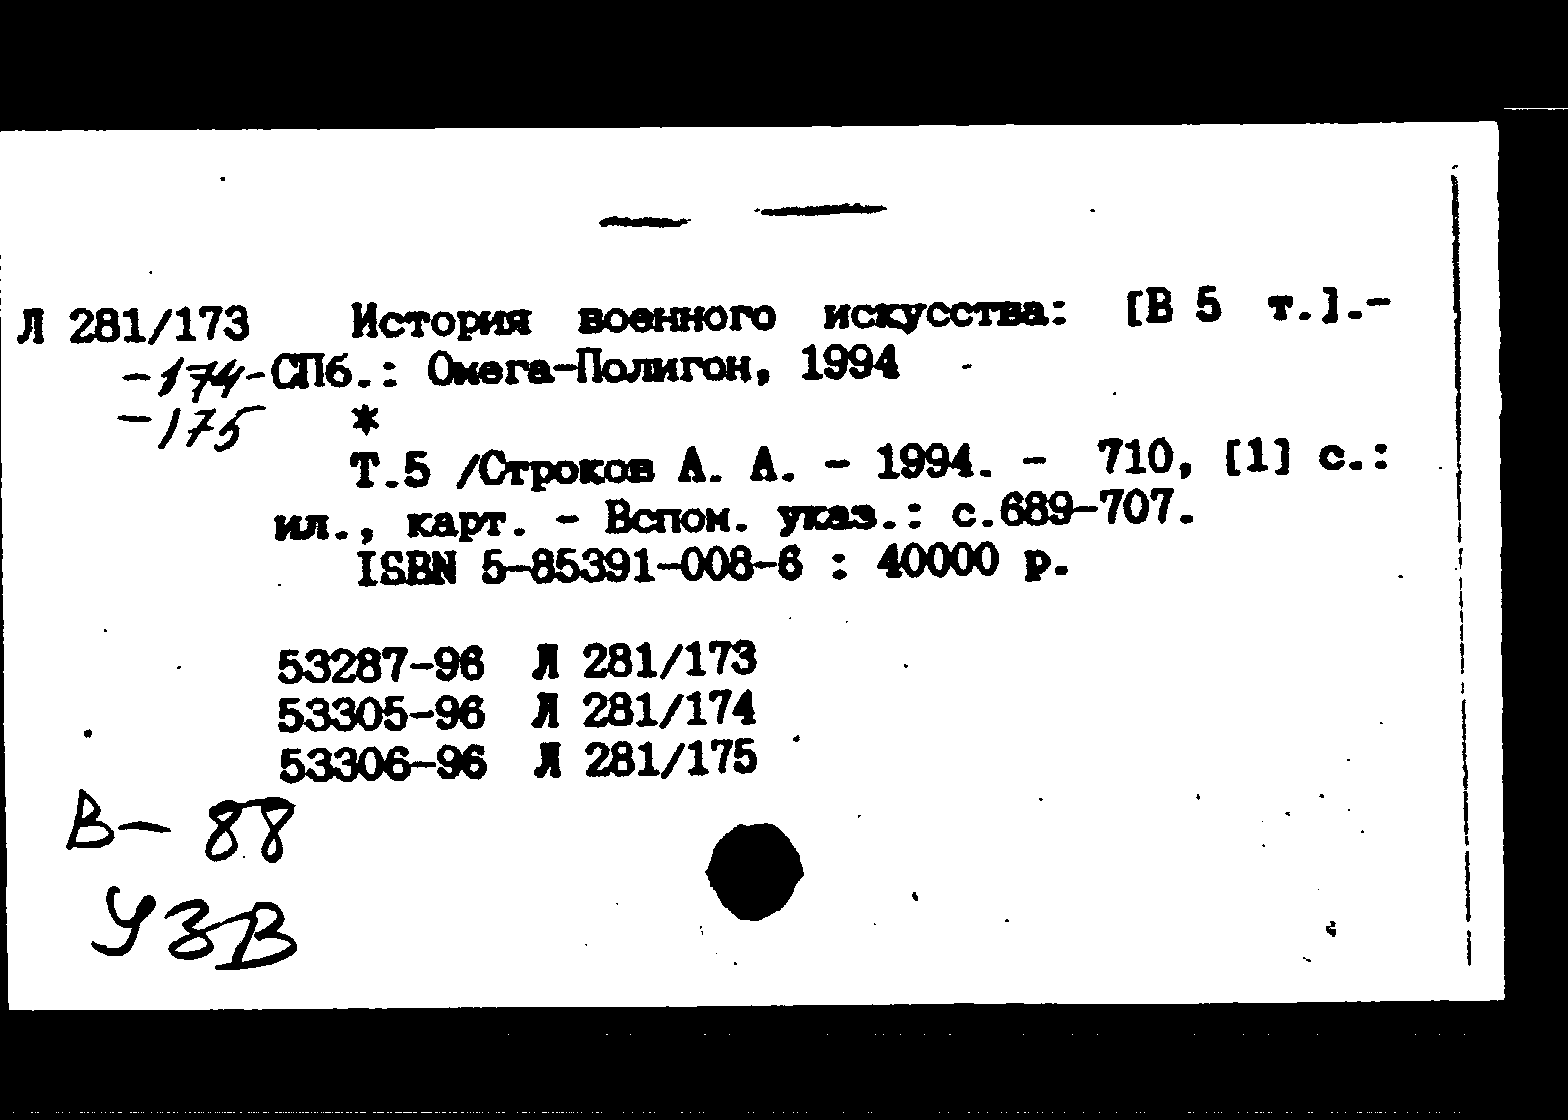 Л 281/173 История военного искусства: [В 5 т.].-
-174- СПб.: Омега-Полигон, 1994
-175 *
Т.5 /Строков А. А. - 1994. - 710, [1] с.:
ил., карт. - Вспом. указ.: с.689-707.
ISBN 5-85391-008-6 : 40000 р.
53287-96 Л 281/173
53305-96 Л 281/174
53306-96 Л 281/175
В-88
УЗВ